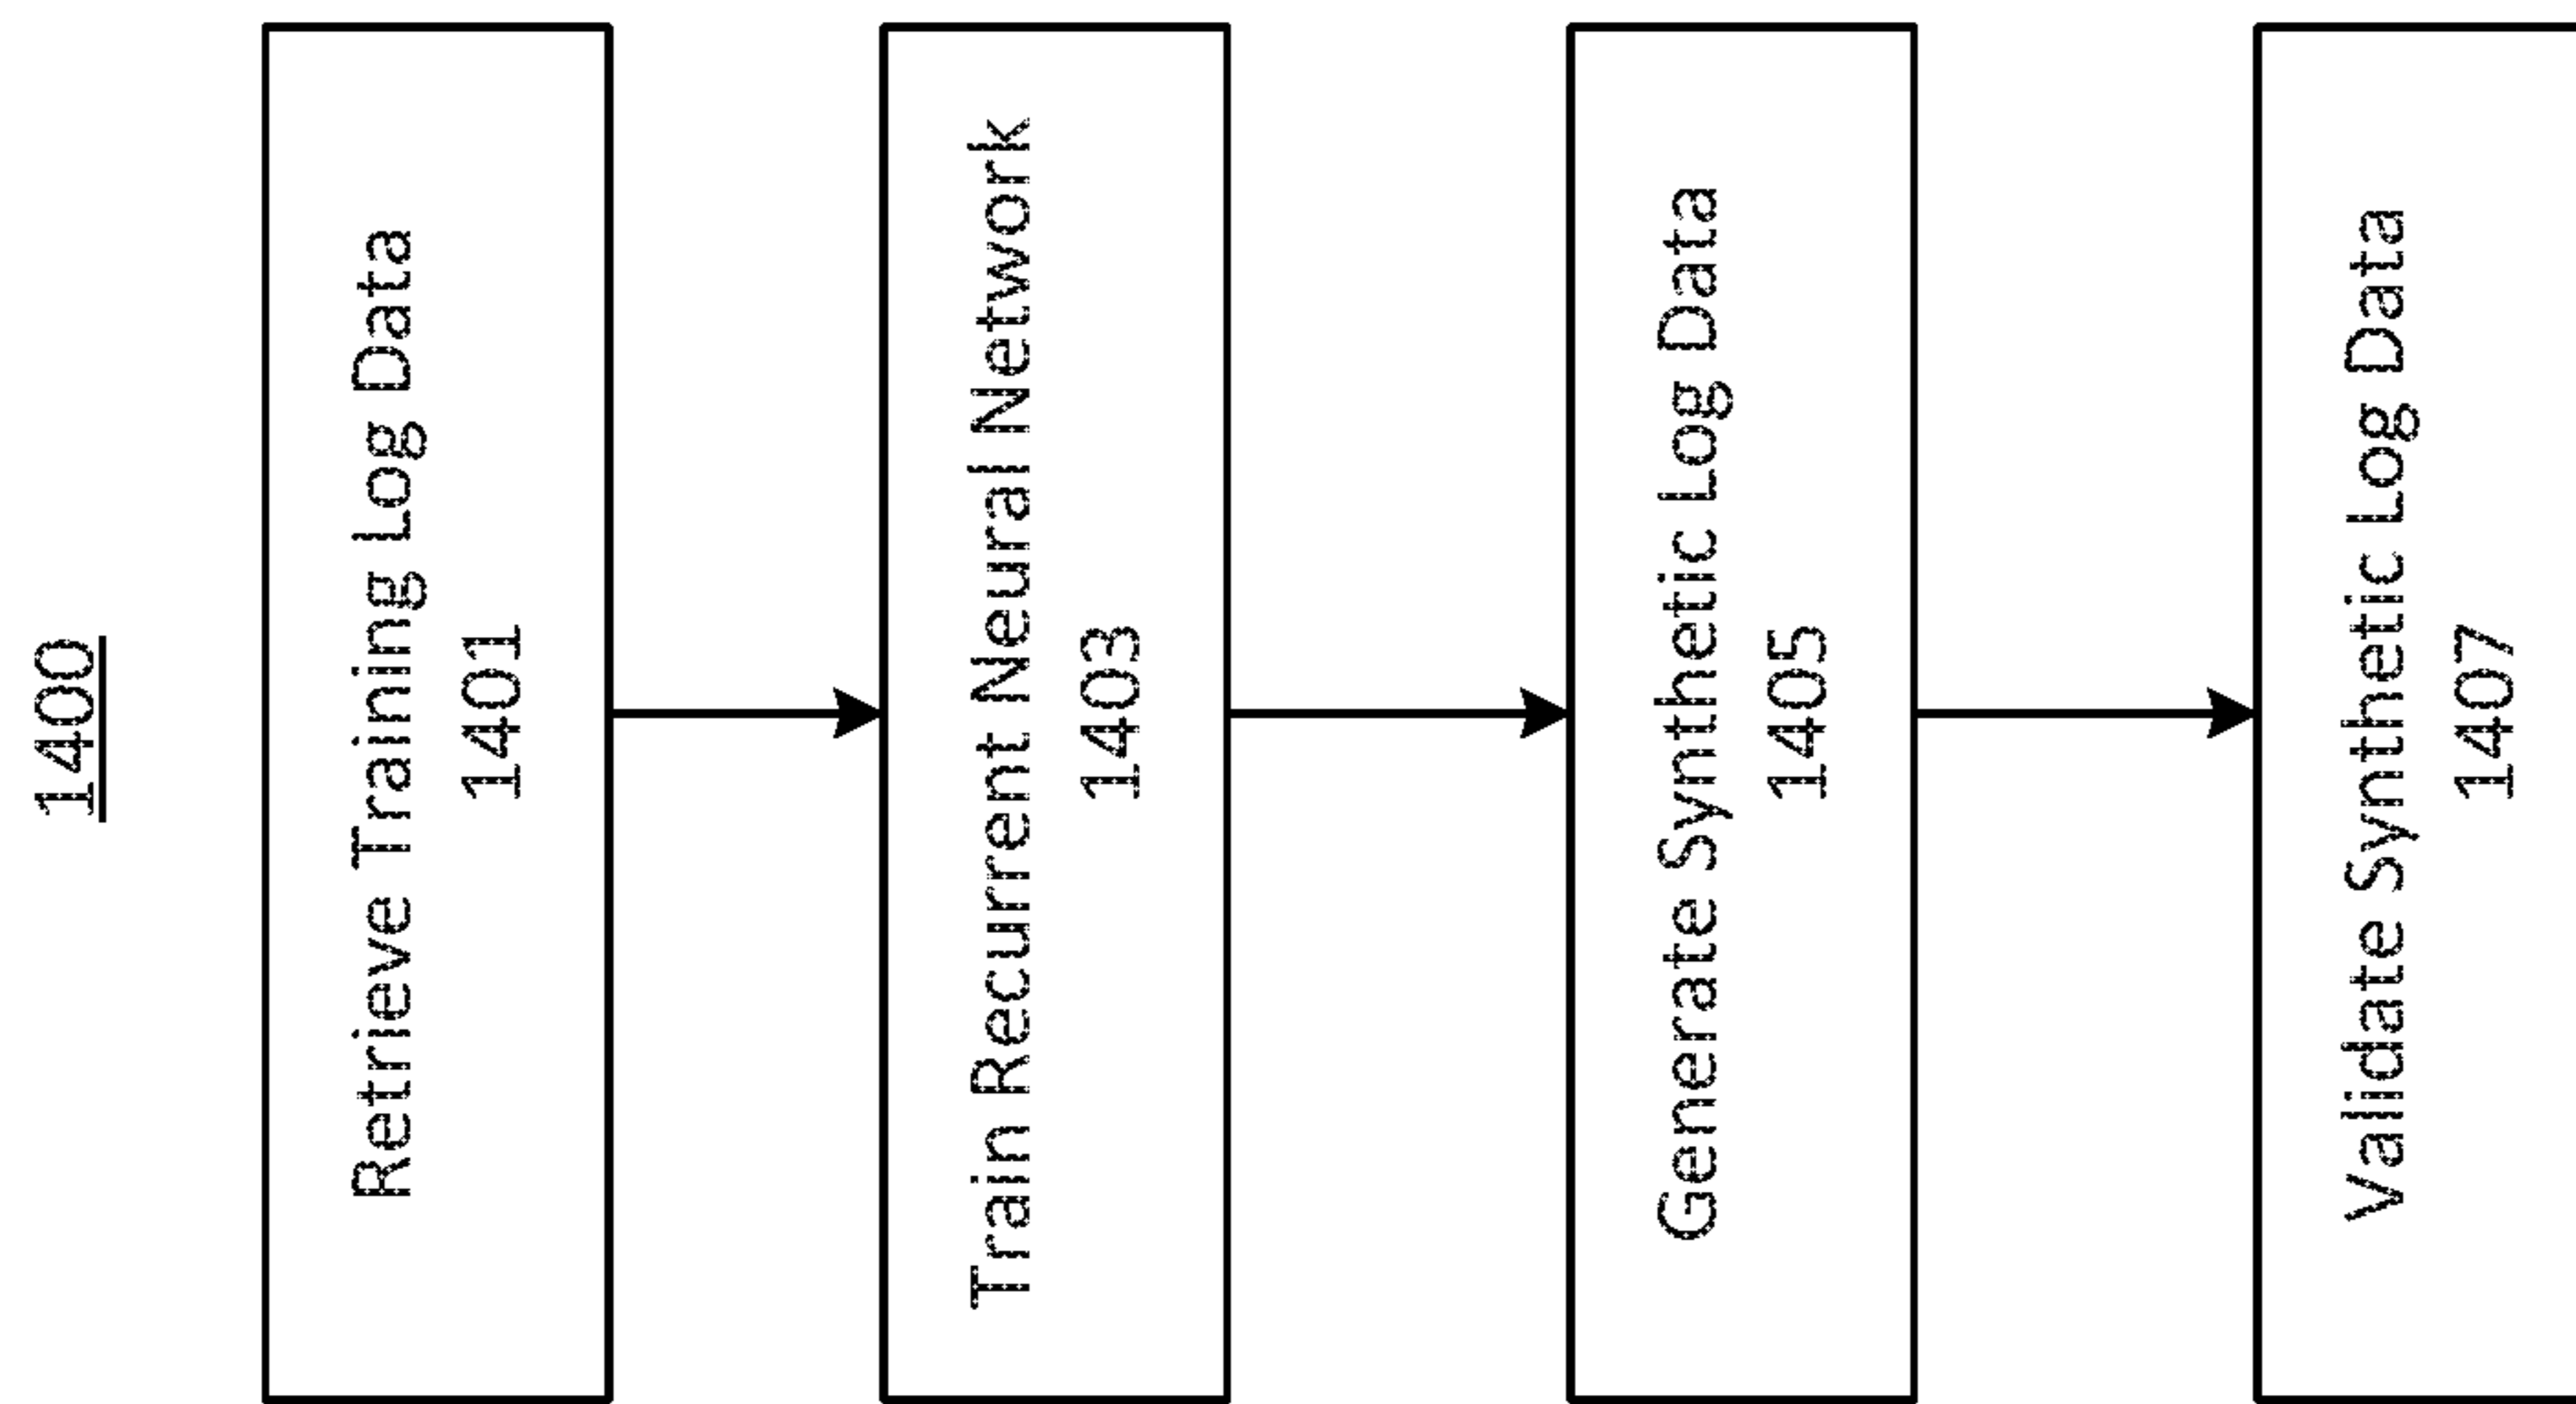 1400
Retrieve Training Log Data
1401
Train Recurrent Neural Network
1403
Generate Synthetic Log Data
1405
Validate Synthetic Log Data
1407